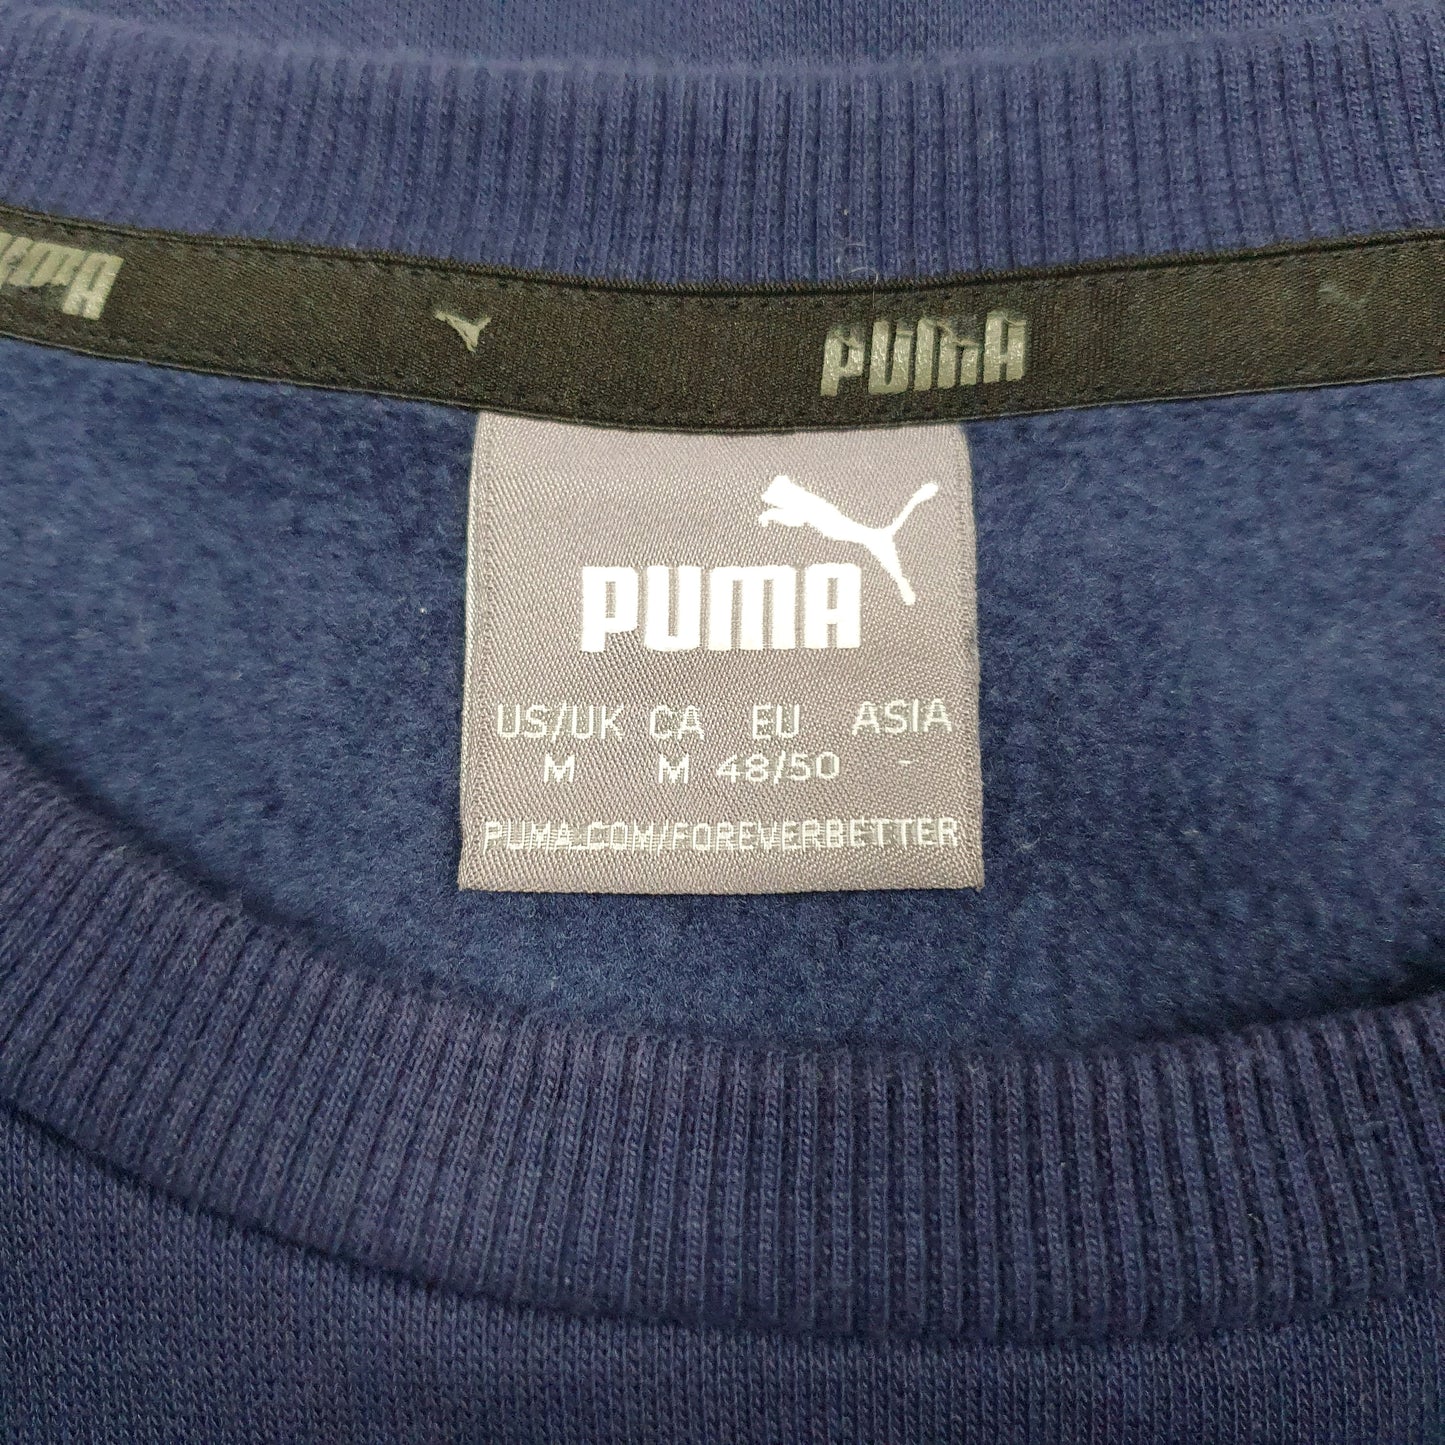 PUMA
PUMA
PUMA
US/UK CA EU ASIA
M M 48/50 -
PUMA.COM/FOREVERBETTER